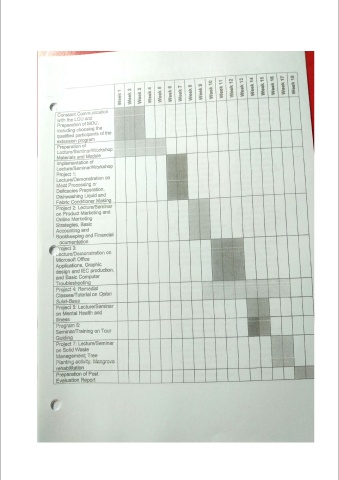 Week 1 Week 2 Week 3 Week 4 Week 5 Week 6 Week 7 Week 8 Week 9 Week 10 Week 11 Week 12 Week 13 Week 14 Week 15 Week 16 Week 17 Week 18
Constant Communication
with the LGU and
Preparation of MOU,
including choosing the
qualified participants of the
extension program
Preparation of
Lecture/Seminar/Workshop
Materials and Models
Implementation of
Lecture/Seminar/Workshop
Project 1:
Lecture/Demonstration on
Meat Processing or
Delicacies Preparation,
Dishwashing Liquid and
Fabric Conditioner Making
Project 2: Lecture/Seminar
on Product Marketing and
Online Marketing
Strategies, Basic
Accounting and
Bookkeeping and Financial
ocumentation
roject 3:
Lecture/Demonstration on
Microsoft Office
Applications, Graphic
design and IEC production,
and Basic Computer
Troubleshooting
Project 4: Remedial
Classes/Tutorial on
Project 5: Lecture/Seminar
on Mental Health and
Illness
Program 6:
Seminar/Training on Tour
Guiding
Project 7: Lecture/Seminar
on Solid Waste
Management, Tree
Planting activity, Mangrove
rehabilitation
Preparation of Post
Evaluation Report